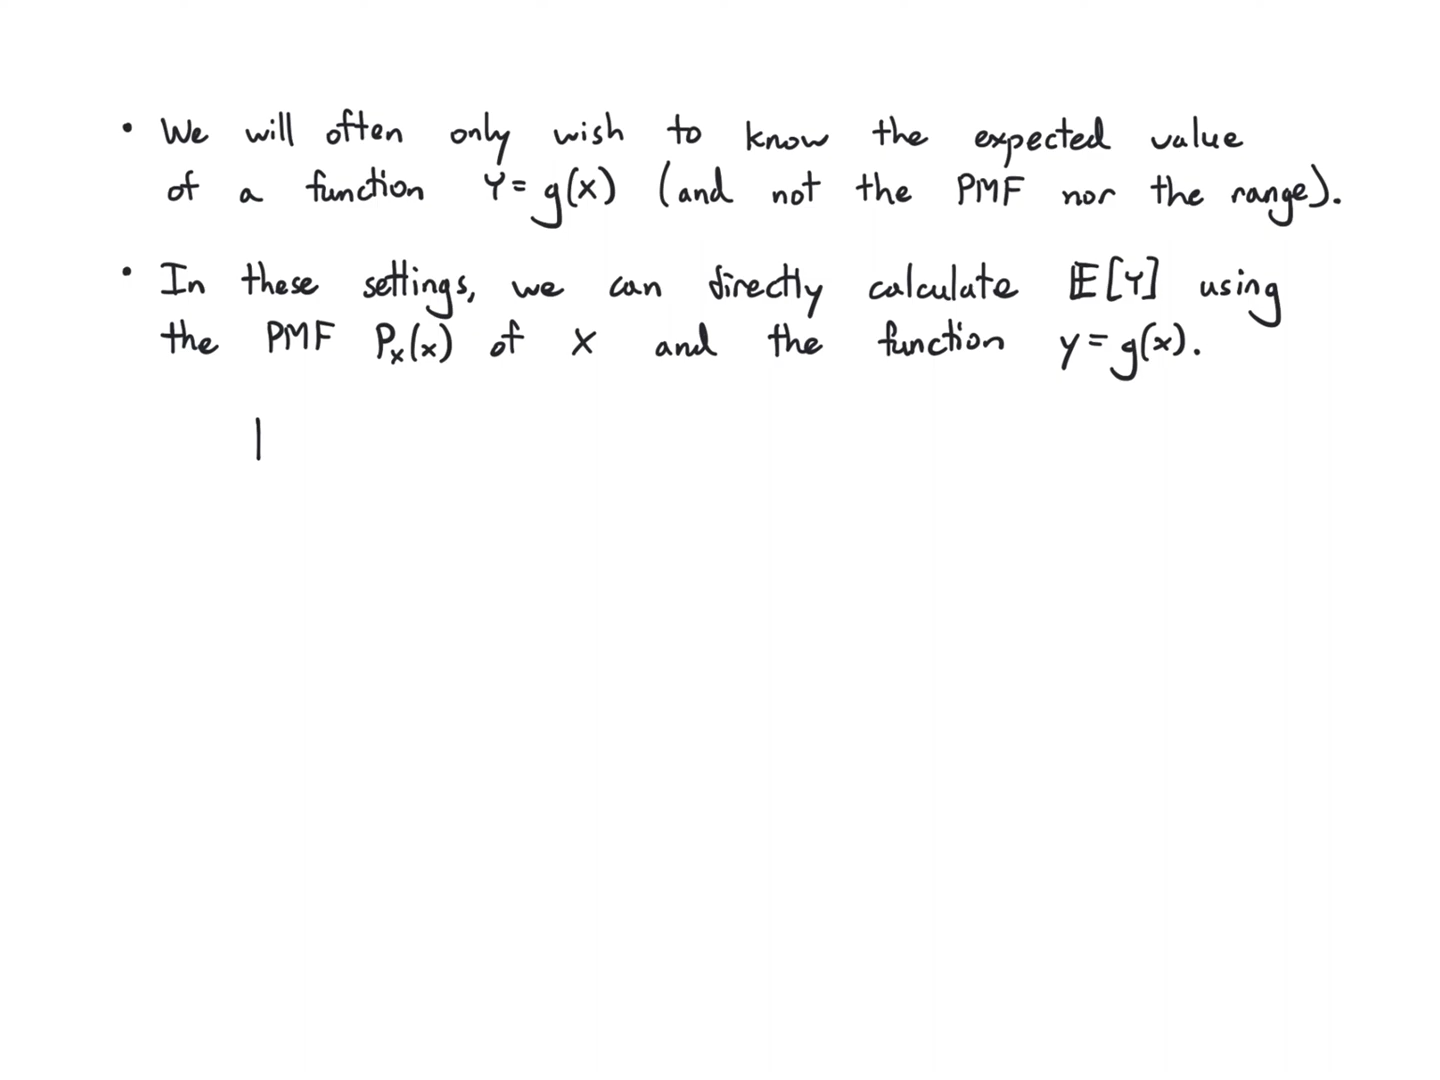 • We will often only wish to know the expected value
of a function Y = g(X) (and not the PMF nor the range).
• In these settings, we can directly calculate 𝔼[Y] using
the PMF Pₓ(x) of X and the function y = g(x).
|